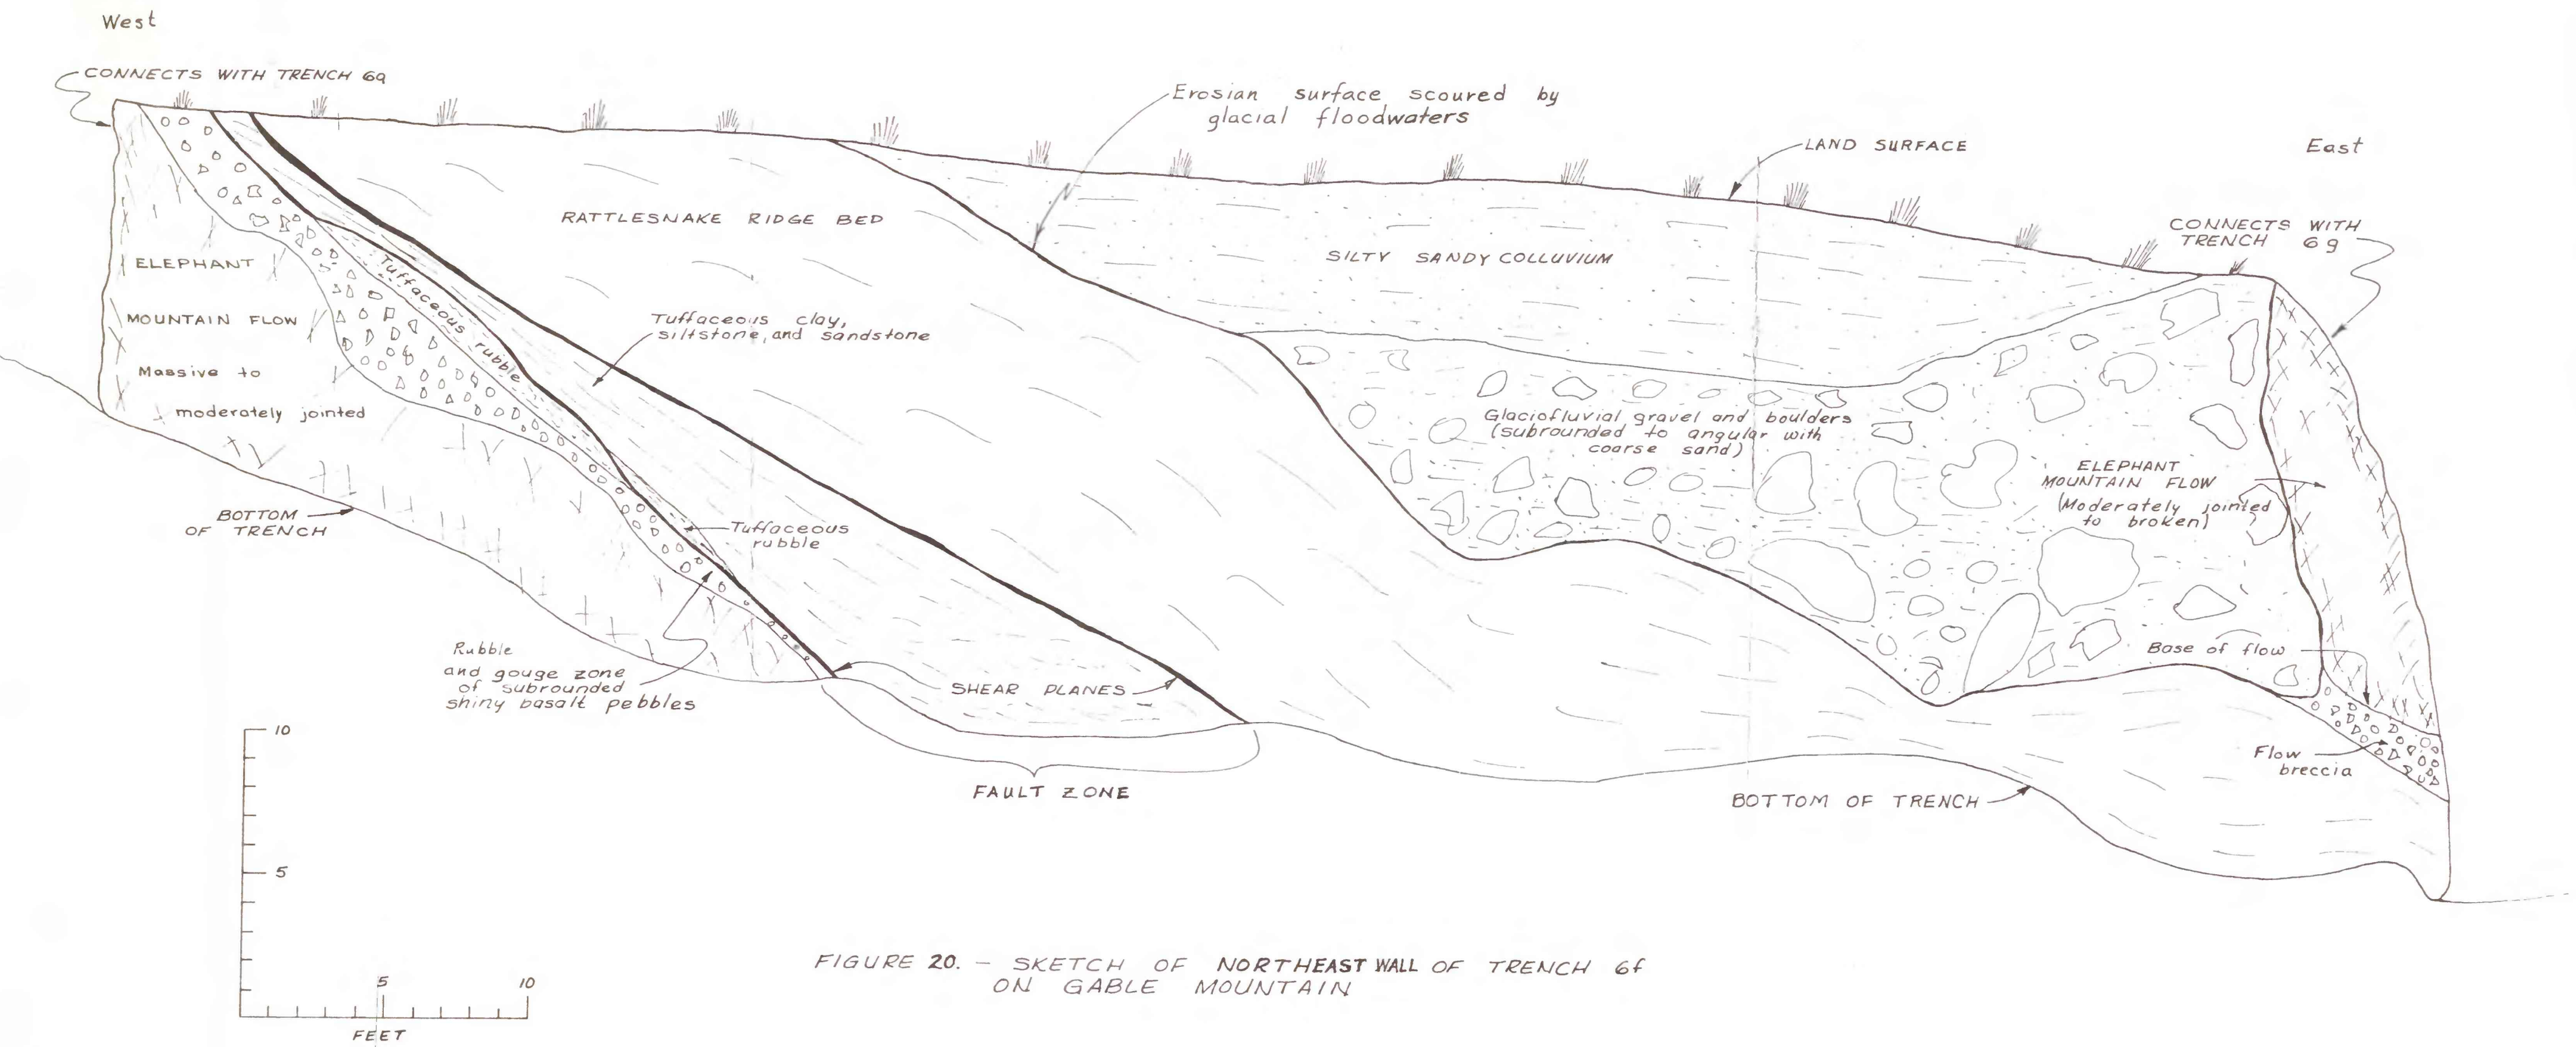 West
CONNECTS WITH TRENCH 6a
Erosian surface scoured by
glacial floodwaters
LAND SURFACE
East
CONNECTS WITH
TRENCH 6g
RATTLESNAKE RIDGE BED
SILTY SANDY COLLUVIUM
ELEPHANT
MOUNTAIN FLOW
Massive to
moderately jointed
Tuffaceous rubble
Tuffaceous clay,
siltstone, and sandstone
Glaciofluvial gravel and boulders
(subrounded to angular with
coarse sand)
ELEPHANT
MOUNTAIN FLOW
(Moderately jointed
to broken)
BOTTOM
OF TRENCH
Tuffaceous
rubble
Rubble
and gouge zone
of subrounded
shiny basalt pebbles
SHEAR PLANES
Base of flow
Flow
breccia
FAULT ZONE
BOTTOM OF TRENCH
10
5
5 10
FEET
FIGURE 20. — SKETCH OF NORTHEAST WALL OF TRENCH 6f
ON GABLE MOUNTAIN